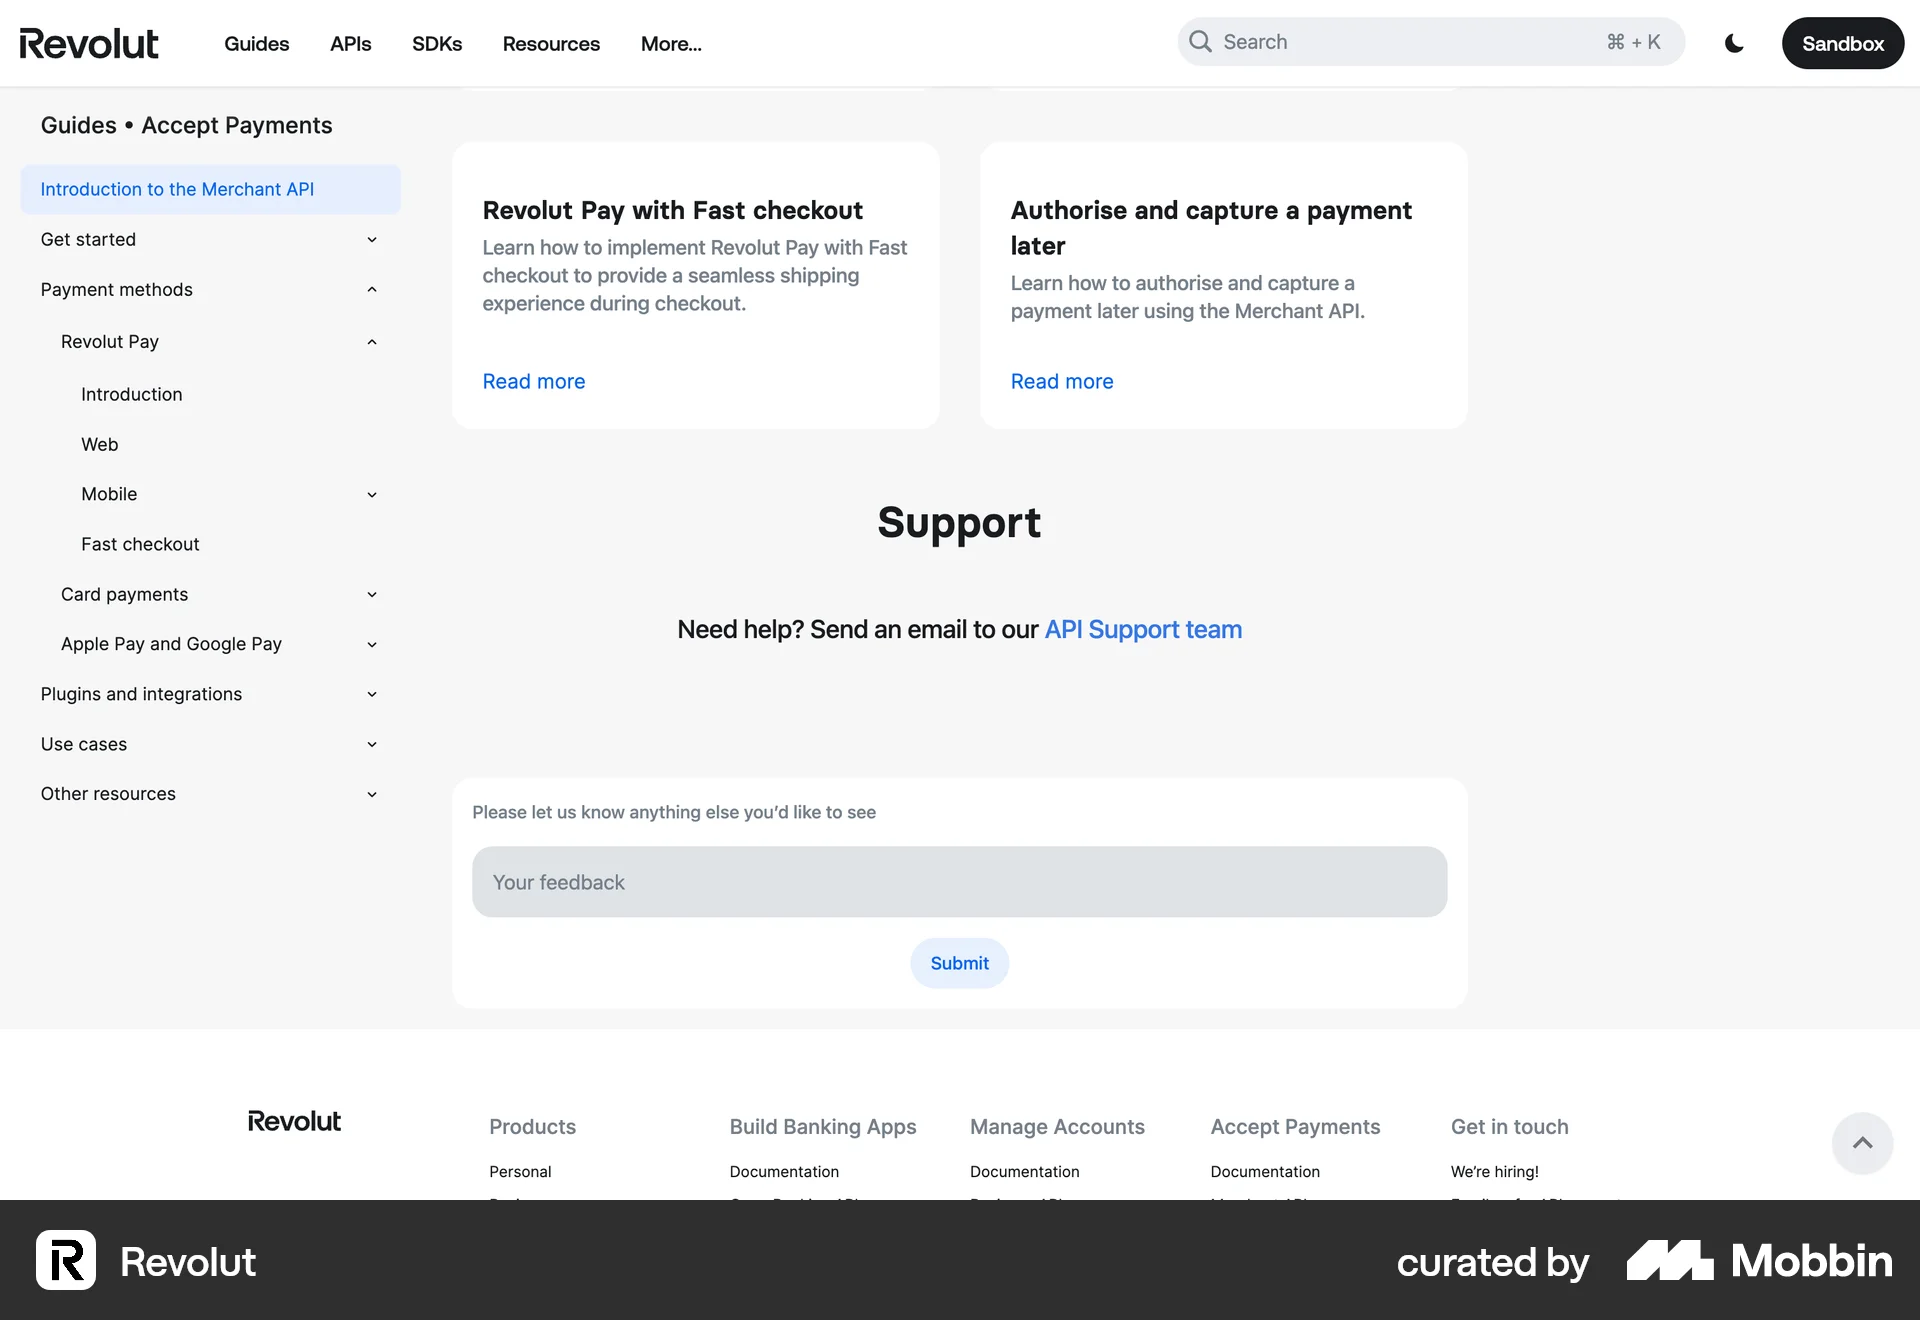 Revolut
Guides APIs SDKs Resources More...
Search ⌘ + K
Sandbox
Guides • Accept Payments
Introduction to the Merchant API
Get started
Payment methods
Revolut Pay
Introduction
Web
Mobile
Fast checkout
Card payments
Apple Pay and Google Pay
Plugins and integrations
Use cases
Other resources
Revolut Pay with Fast checkout
Learn how to implement Revolut Pay with Fast
checkout to provide a seamless shipping
experience during checkout.
Read more
Authorise and capture a payment
later
Learn how to authorise and capture a
payment later using the Merchant API.
Read more
Support
Need help? Send an email to our API Support team
Please let us know anything else you’d like to see
Your feedback
Submit
Revolut
Products
Personal
Build Banking Apps
Documentation
Manage Accounts
Documentation
Accept Payments
Documentation
Get in touch
We’re hiring!
R Revolut
curated by Mobbin